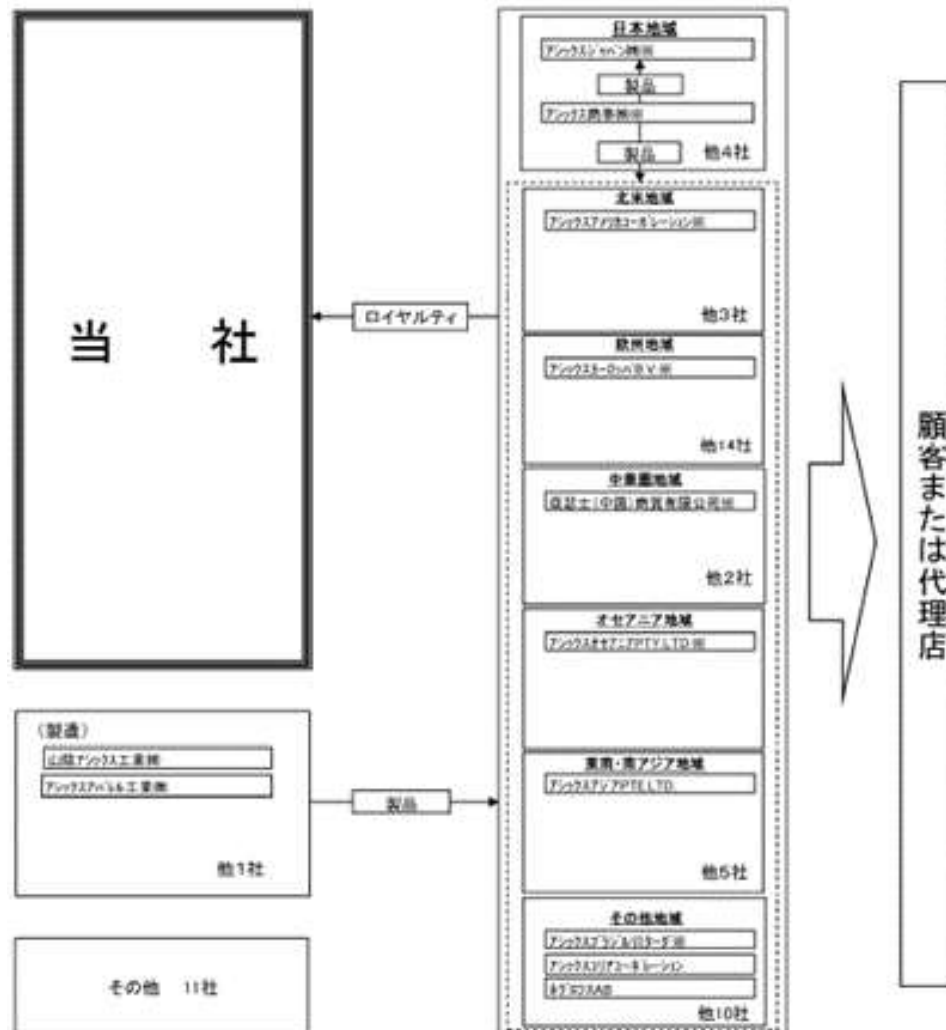 当 社
ロイヤルティ
(製造)
山陰アシックス工業㈱
アシックスアパレル工業㈱
他1社
製品
その他 11社
日本地域
アシックスジャパン㈱※
製品
アシックス商事㈱※
製品
他4社
北米地域
アシックスアメリカコーポレーション※
他3社
欧州地域
アシックスヨーロッパB.V.※
他14社
中華圏地域
亞瑟士(中国)商貿有限公司※
他2社
オセアニア地域
アシックスオセアニアPTY.LTD.※
東南・南アジア地域
アシックスアジアPTE.LTD.
他5社
その他地域
アシックスブラジルリミターダ※
アシックスコリアコーポレーション
ホグロフスAB
他10社
顧客または代理店